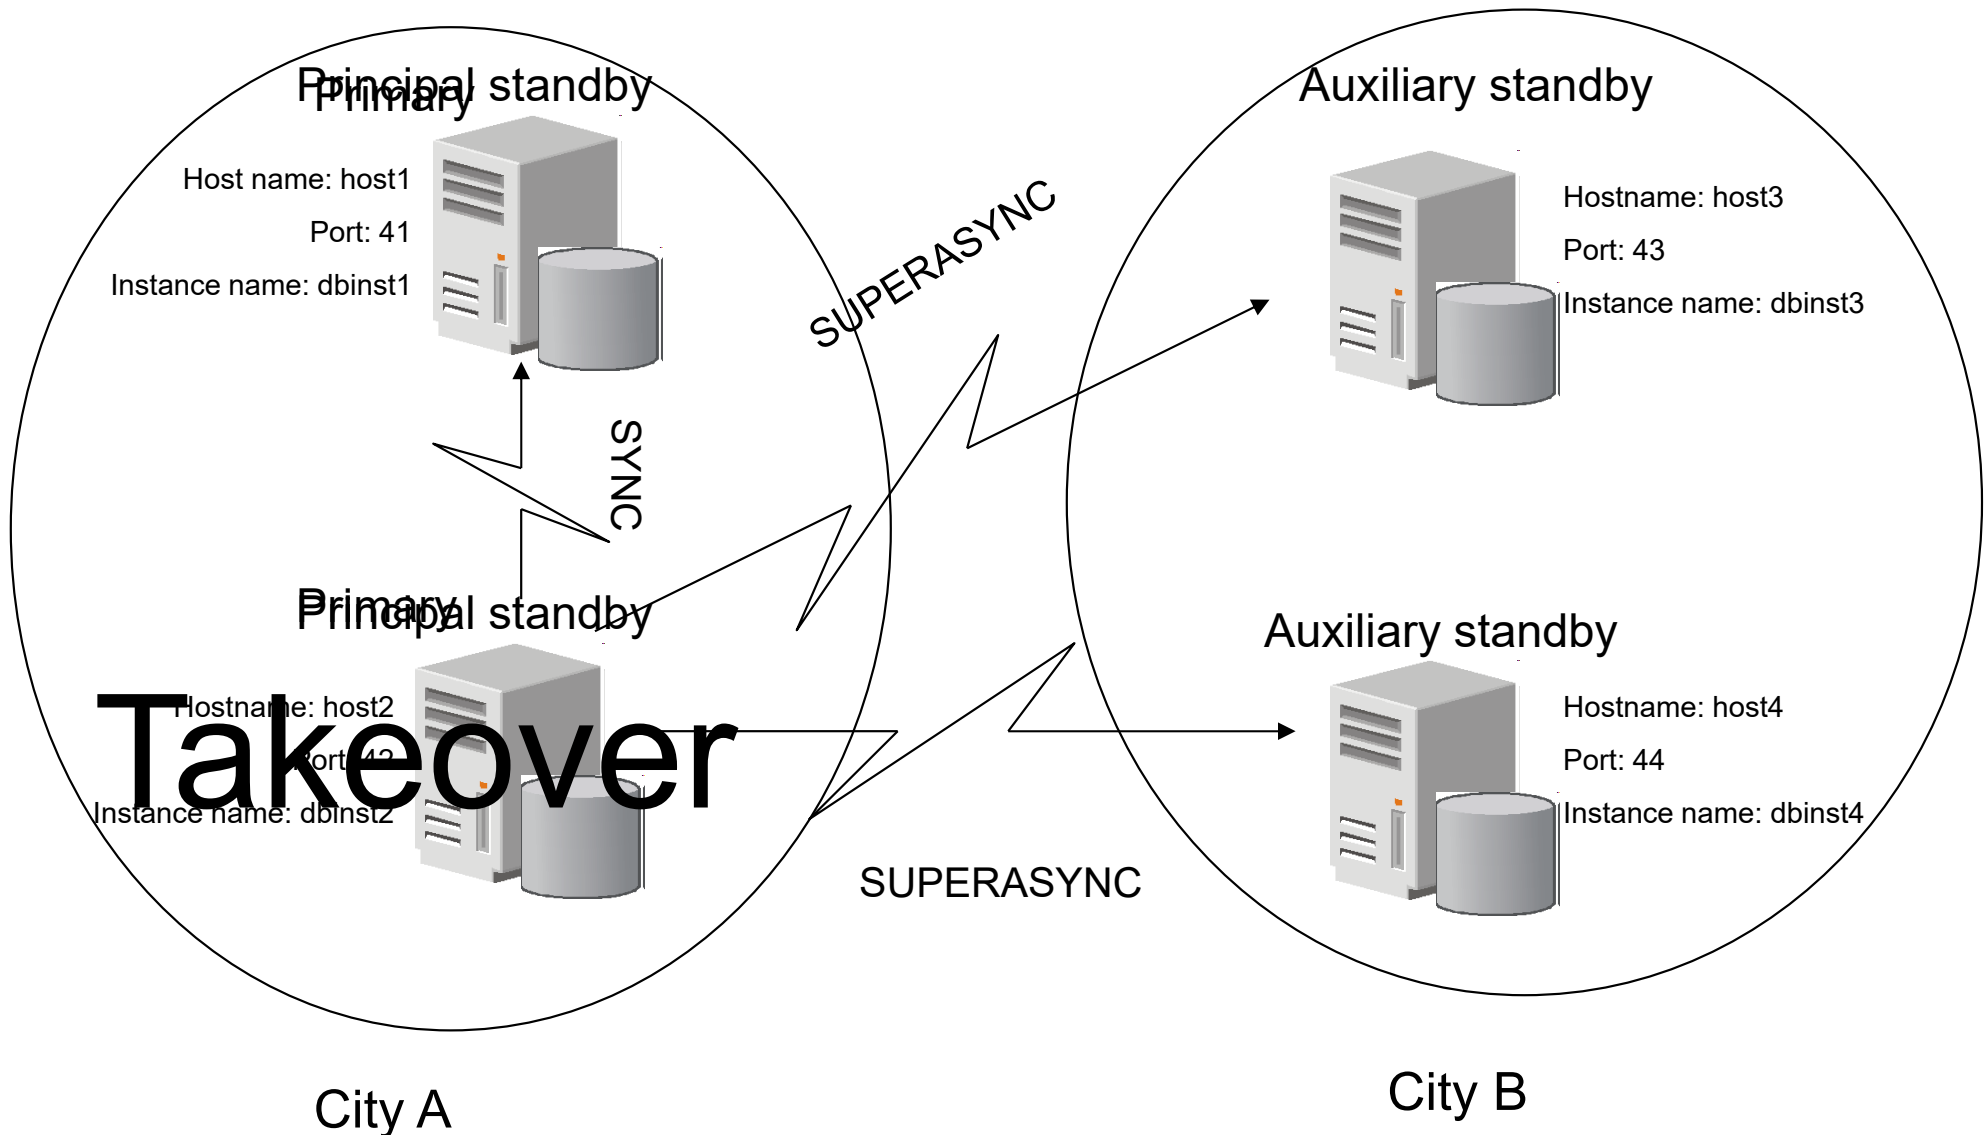 Principal standby
Primary
Host name: host1
Port: 41
Instance name: dbinst1
SYNC
Primary
Principal standby
Hostname: host2
Port: 42
Instance name: dbinst2
Takeover
City A
SUPERASYNC
SUPERASYNC
Auxiliary standby
Hostname: host3
Port: 43
Instance name: dbinst3
Auxiliary standby
Hostname: host4
Port: 44
Instance name: dbinst4
City B